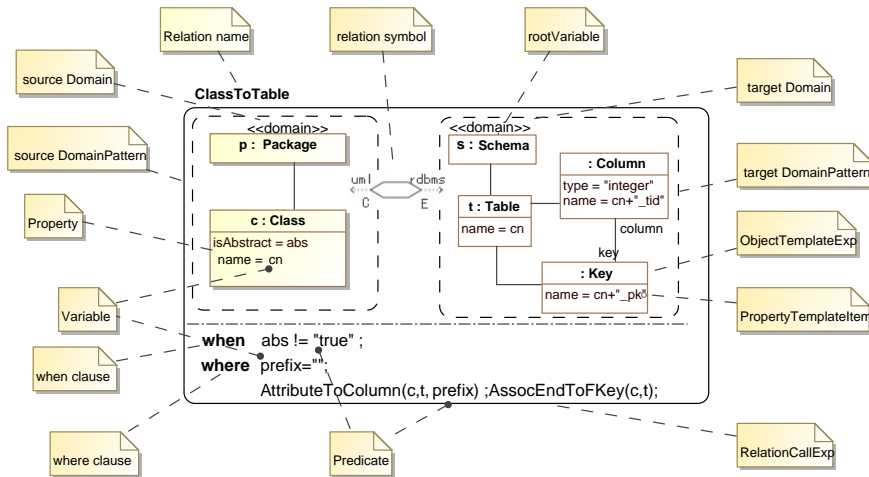 Relation name
relation symbol
rootVariable
source Domain
target Domain
ClassToTable
<<domain>>
<<domain>>
p : Package
s : Schema
: Column
type = "integer"
name = cn+"_tid"
source DomainPattern
target DomainPattern
uml
rdbms
C
E
t : Table
name = cn
column
key
Property
c : Class
isAbstract = abs
name = cn
ObjectTemplateExp
: Key
name = cn+"_pk"
PropertyTemplateItem
Variable
when abs != "true" ;
when clause
where prefix="";
AttributeToColumn(c,t, prefix) ;AssocEndToFKey(c,t);
where clause
Predicate
RelationCallExp